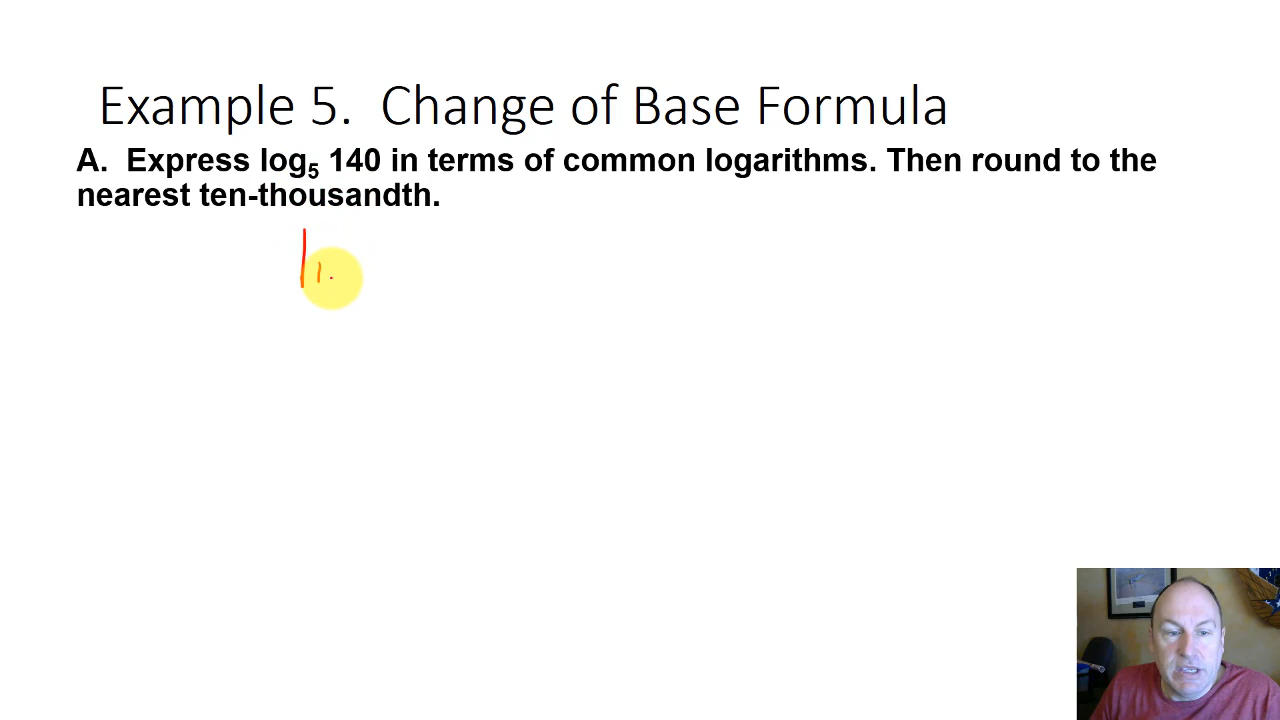 Example 5. Change of Base Formula
A. Express log₅ 140 in terms of common logarithms. Then round to the
nearest ten-thousandth.